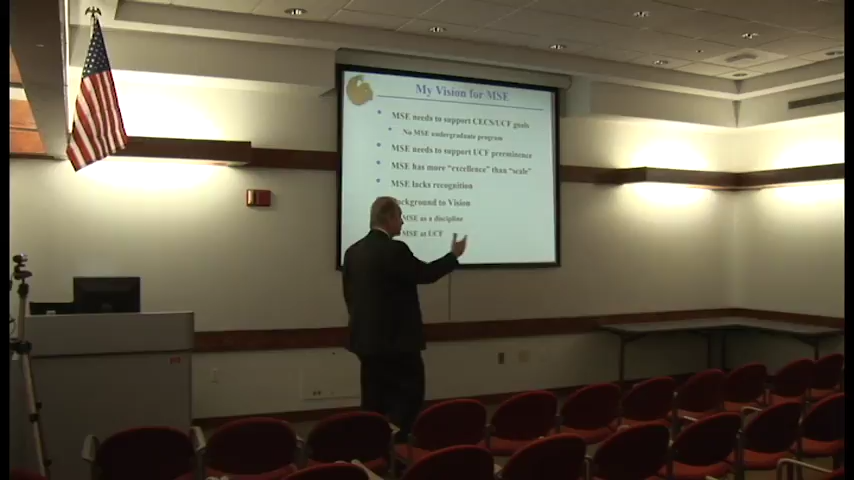 My Vision for MSE
MSE needs to support CECS/UCF goals
No MSE undergraduate program
MSE needs to support UCF preeminence
MSE has more "excellence" than "scale"
MSE lacks recognition
Background to Vision
MSE as a discipline
MSE at UCF